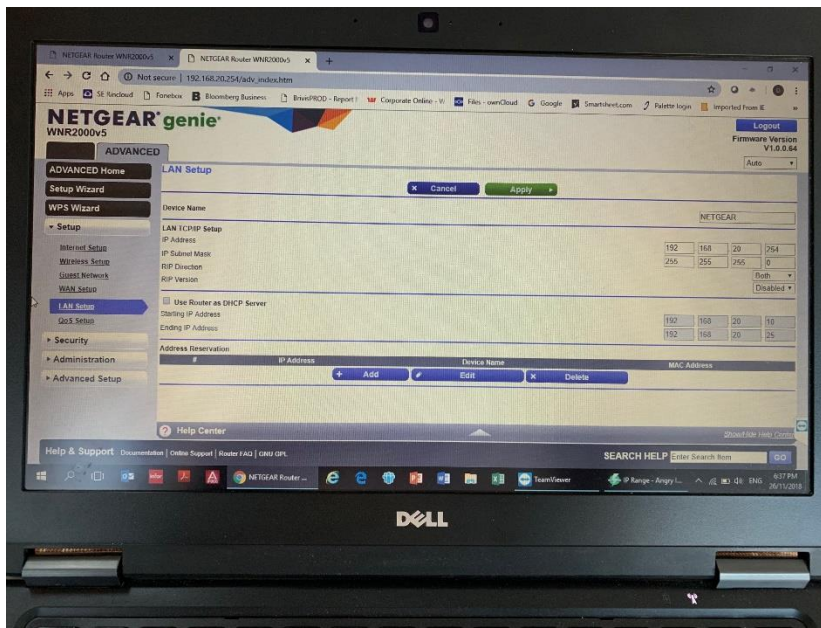 NETGEAR Router WNR2000v5 × NETGEAR Router WNR2000v5 × +
Not secure | 192.168.20.254/adv_index.htm
Apps SE Rescloud Fonebox Bloomberg Business BrivisPROD - Report Corporate Online - W Files - ownCloud Google Smartsheet.com Palette login Imported From IE »
NETGEAR® genie®
WNR2000v5
Logout
Firmware Version
V1.0.0.64
ADVANCED
Auto
ADVANCED Home
Setup Wizard
WPS Wizard
Setup
Internet Setup
Wireless Setup
Guest Network
WAN Setup
LAN Setup
QoS Setup
Security
Administration
Advanced Setup
LAN Setup
× Cancel Apply
Device Name NETGEAR
LAN TCP/IP Setup
IP Address 192 168 20 254
IP Subnet Mask 255 255 255 0
RIP Direction Both
RIP Version Disabled
Use Router as DHCP Server
Starting IP Address 192 168 20 10
Ending IP Address 192 168 20 25
Address Reservation
# IP Address Device Name MAC Address
+ Add Edit × Delete
? Help Center
Show/Hide Help Center
Help & Support Documentation | Online Support | Router FAQ | GNU GPL
SEARCH HELP Enter Search Item GO
NETGEAR Router ... TeamViewer IP Range - Angry I... ENG 6:37 PM
26/11/2018
DELL